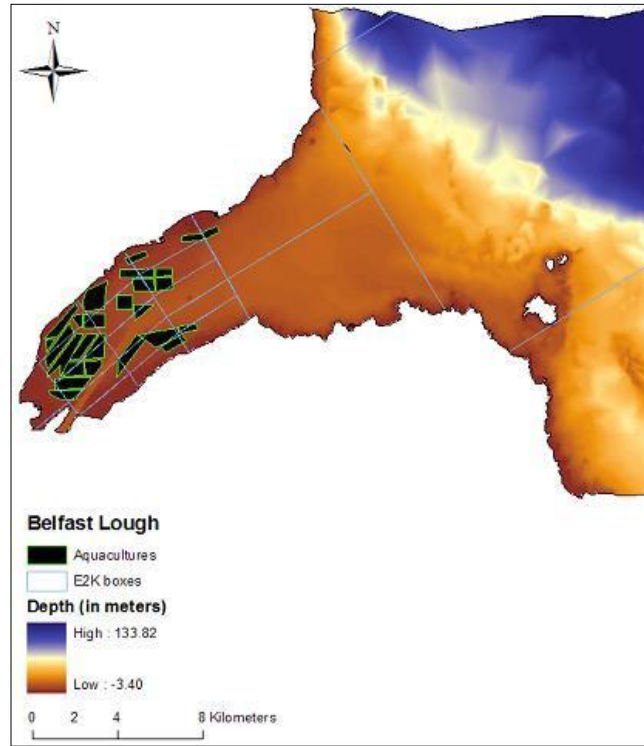 N
Belfast Lough
Aquacultures
E2K boxes
Depth (in meters)
High : 133.82
Low : -3.40
0 2 4 8 Kilometers